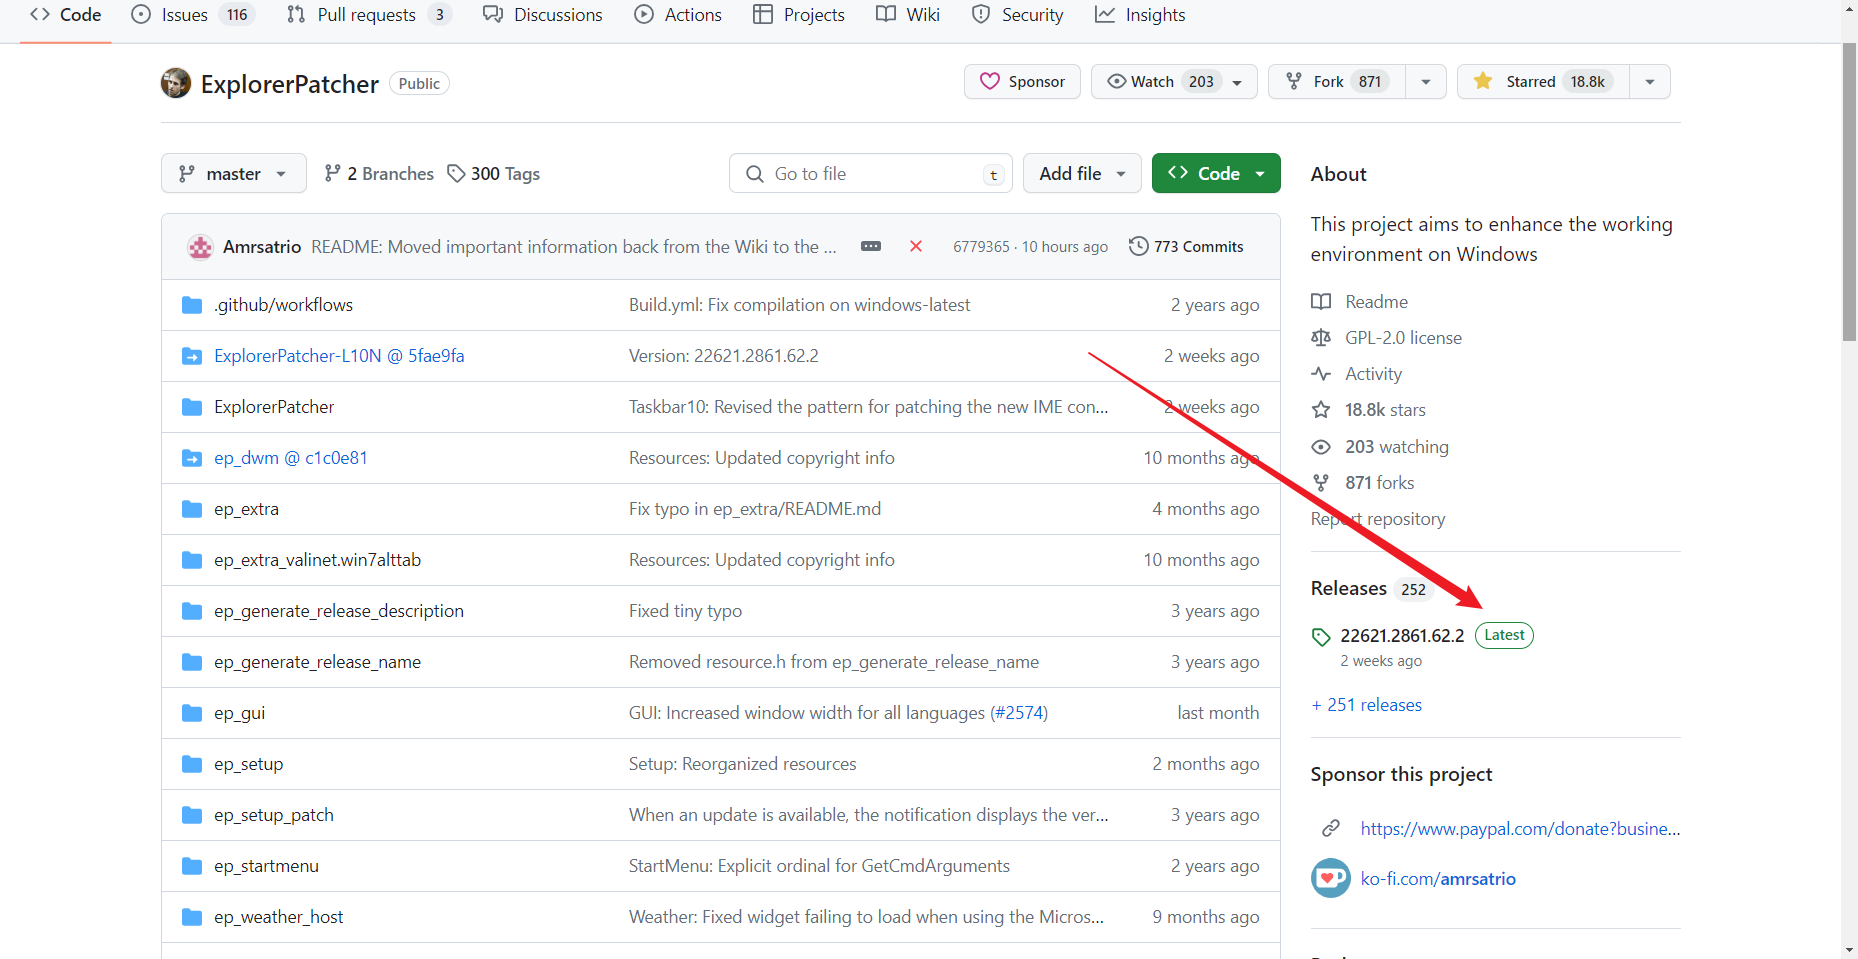 Code Issues 116 Pull requests 3 Discussions Actions Projects Wiki Security Insights
ExplorerPatcher Public Sponsor Watch 203 Fork 871 Starred 18.8k
master 2 Branches 300 Tags Go to file t Add file Code
Amrsatrio README: Moved important information back from the Wiki to the ... 6779365 · 10 hours ago 773 Commits
.github/workflows Build.yml: Fix compilation on windows-latest 2 years ago
ExplorerPatcher-L10N @ 5fae9fa Version: 22621.2861.62.2 2 weeks ago
ExplorerPatcher Taskbar10: Revised the pattern for patching the new IME con... 2 weeks ago
ep_dwm @ c1c0e81 Resources: Updated copyright info 10 months ago
ep_extra Fix typo in ep_extra/README.md 4 months ago
ep_extra_valinet.win7alttab Resources: Updated copyright info 10 months ago
ep_generate_release_description Fixed tiny typo 3 years ago
ep_generate_release_name Removed resource.h from ep_generate_release_name 3 years ago
ep_gui GUI: Increased window width for all languages (#2574) last month
ep_setup Setup: Reorganized resources 2 months ago
ep_setup_patch When an update is available, the notification displays the ver... 3 years ago
ep_startmenu StartMenu: Explicit ordinal for GetCmdArguments 2 years ago
ep_weather_host Weather: Fixed widget failing to load when using the Micros... 9 months ago
About
This project aims to enhance the working
environment on Windows
Readme
GPL-2.0 license
Activity
18.8k stars
203 watching
871 forks
Report repository
Releases 252
22621.2861.62.2 Latest
2 weeks ago
+ 251 releases
Sponsor this project
https://www.paypal.com/donate?busine...
ko-fi.com/amrsatrio